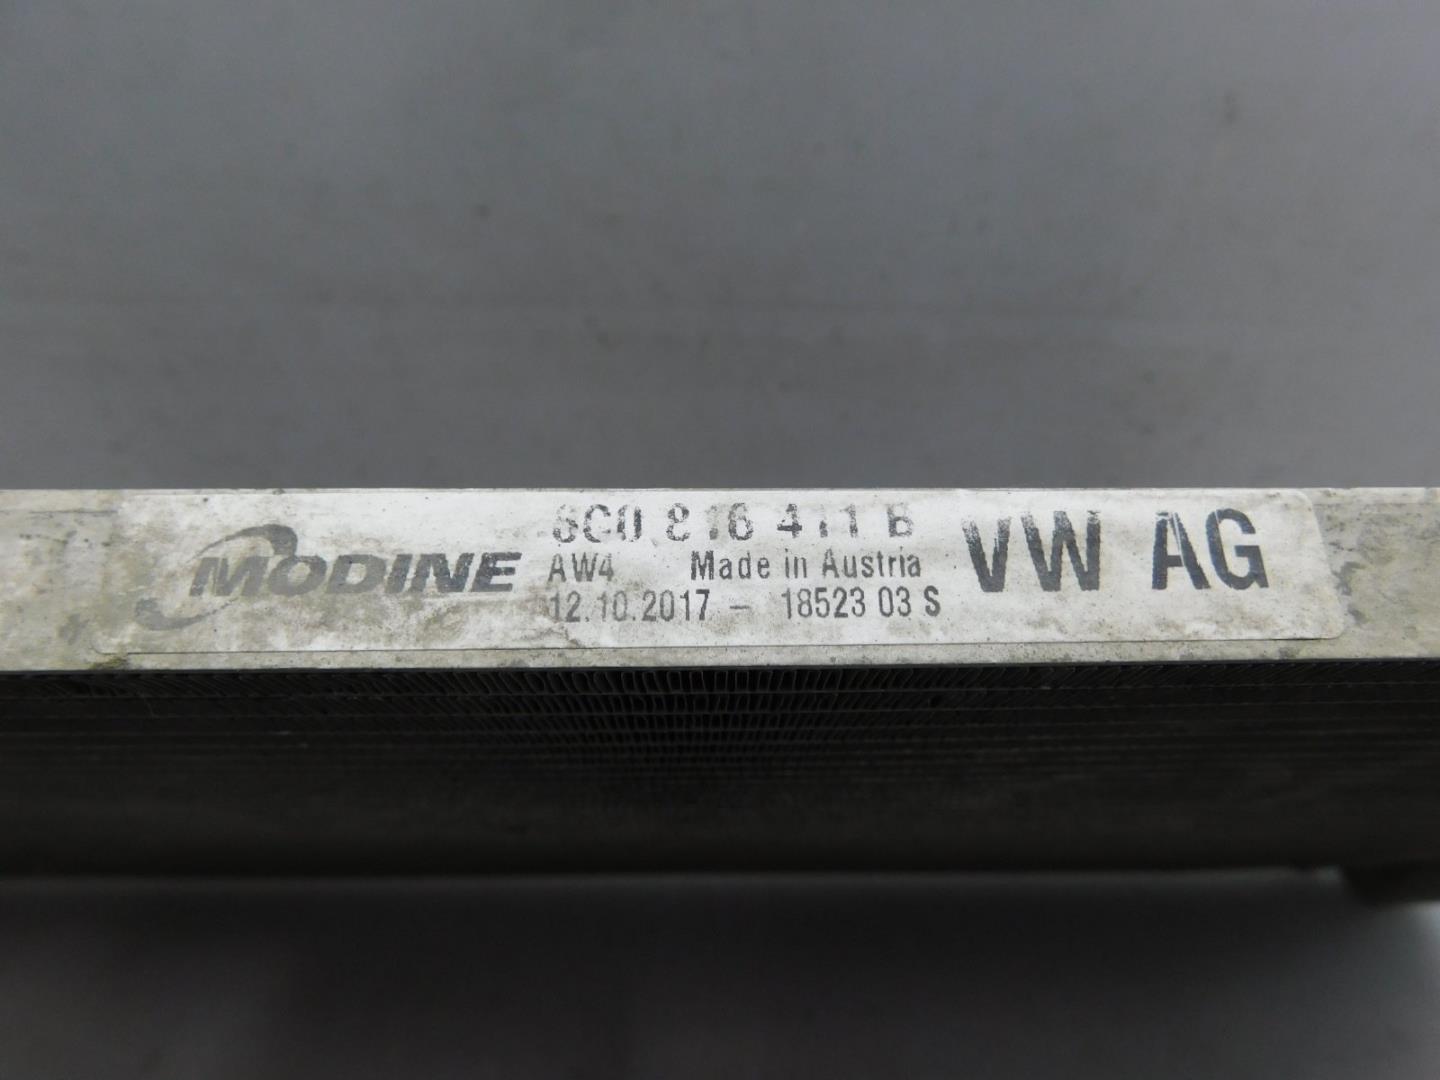 MODINE
6C0 816 411 B
AW4 Made in Austria
12.10.2017 - 18523 03 S
VW AG